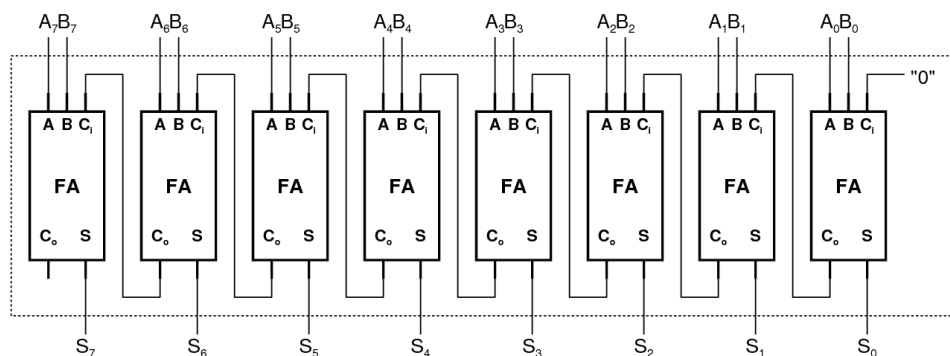 A₇B₇ A₆B₆ A₅B₅ A₄B₄ A₃B₃ A₂B₂ A₁B₁ A₀B₀
"0"
A B Cᵢ A B Cᵢ A B Cᵢ A B Cᵢ A B Cᵢ A B Cᵢ A B Cᵢ A B Cᵢ
FA FA FA FA FA FA FA FA
Cₒ S Cₒ S Cₒ S Cₒ S Cₒ S Cₒ S Cₒ S Cₒ S
S₇ S₆ S₅ S₄ S₃ S₂ S₁ S₀